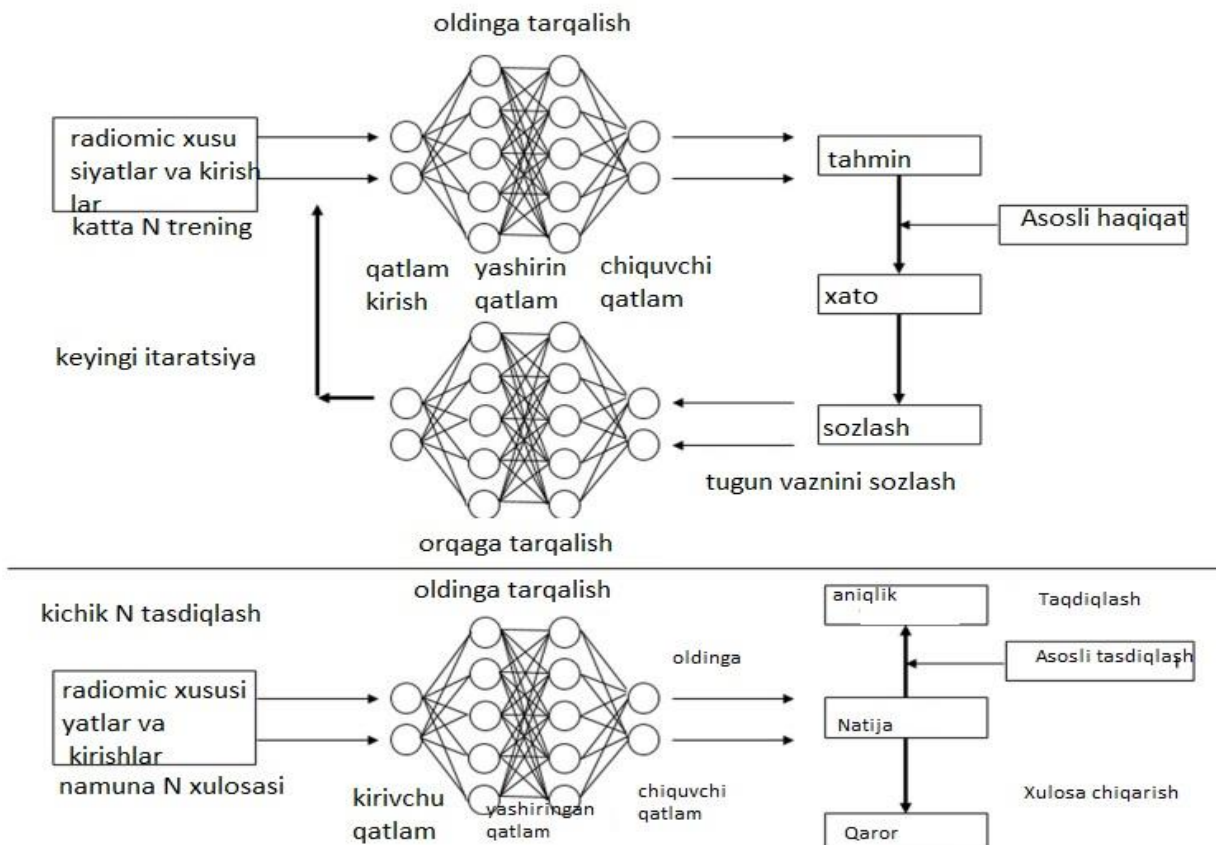 oldinga tarqalish
radiomic xusu
siyatlar va kirish
lar
katta N trening
tahmin
Asosli haqiqat
qatlam
kirish
yashirin
qatlam
chiquvchi
qatlam
xato
keyingi itaratsiya
sozlash
tugun vaznini sozlash
orqaga tarqalish
oldinga tarqalish
kichik N tasdiqlash
aniqlik
Taqdiqlash
oldinga
Asosli tasdiqlash
radiomic xususi
yatlar va
kirishlar
Natija
namuna N xulosasi
kirivchu
qatlam
yashiringan
qatlam
chiquvchi
qatlam
Xulosa chiqarish
Qaror